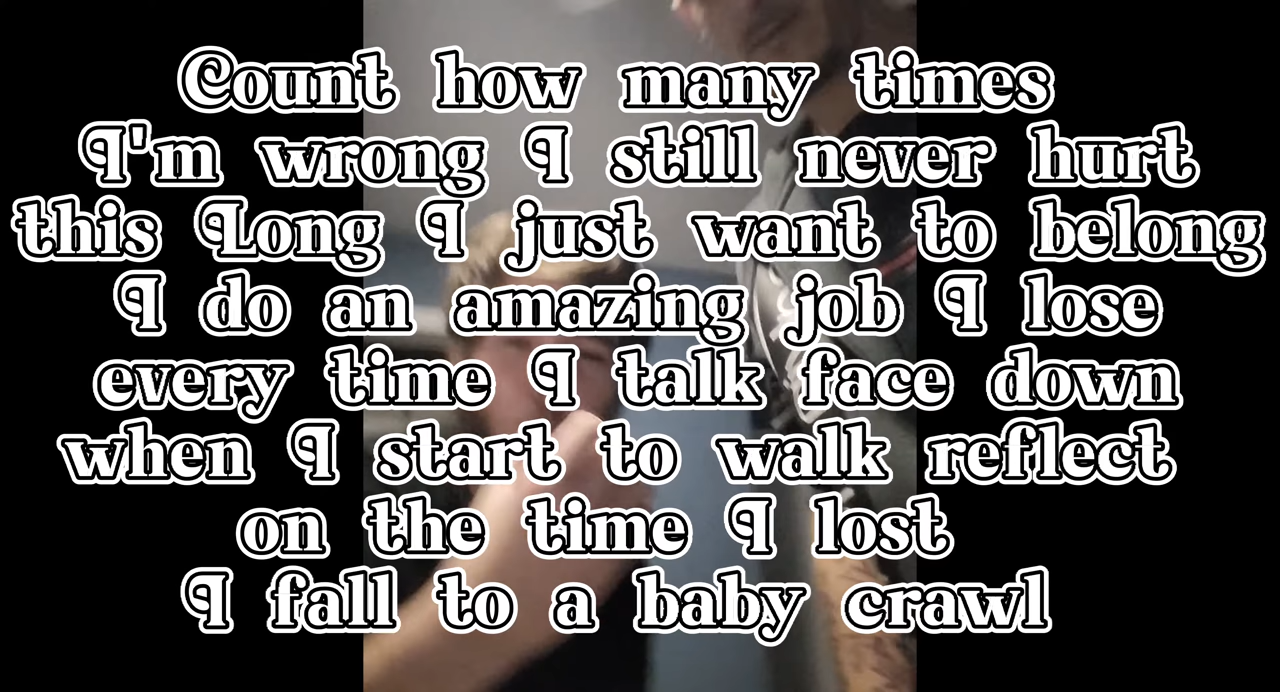 Count how many times
I'm wrong I still never hurt
this Long I just want to belong
I do an amazing job I lose
every time I talk face down
when I start to walk reflect
on the time I lost
I fall to a baby crawl